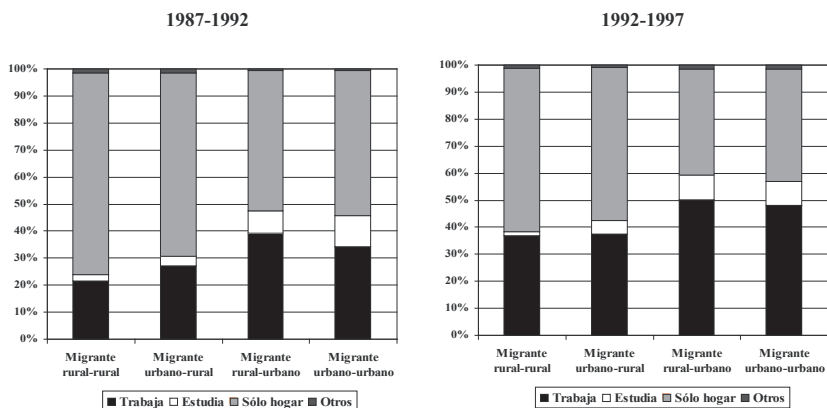 1987-1992
100%
90%
80%
70%
60%
50%
40%
30%
20%
10%
0%
Migrante rural-rural
Migrante urbano-rural
Migrante rural-urbano
Migrante urbano-urbano
Trabaja Estudia Sólo hogar Otros
1992-1997
100%
90%
80%
70%
60%
50%
40%
30%
20%
10%
0%
Migrante rural-rural
Migrante urbano-rural
Migrante rural-urbano
Migrante urbano-urbano
Trabaja Estudia Sólo hogar Otros